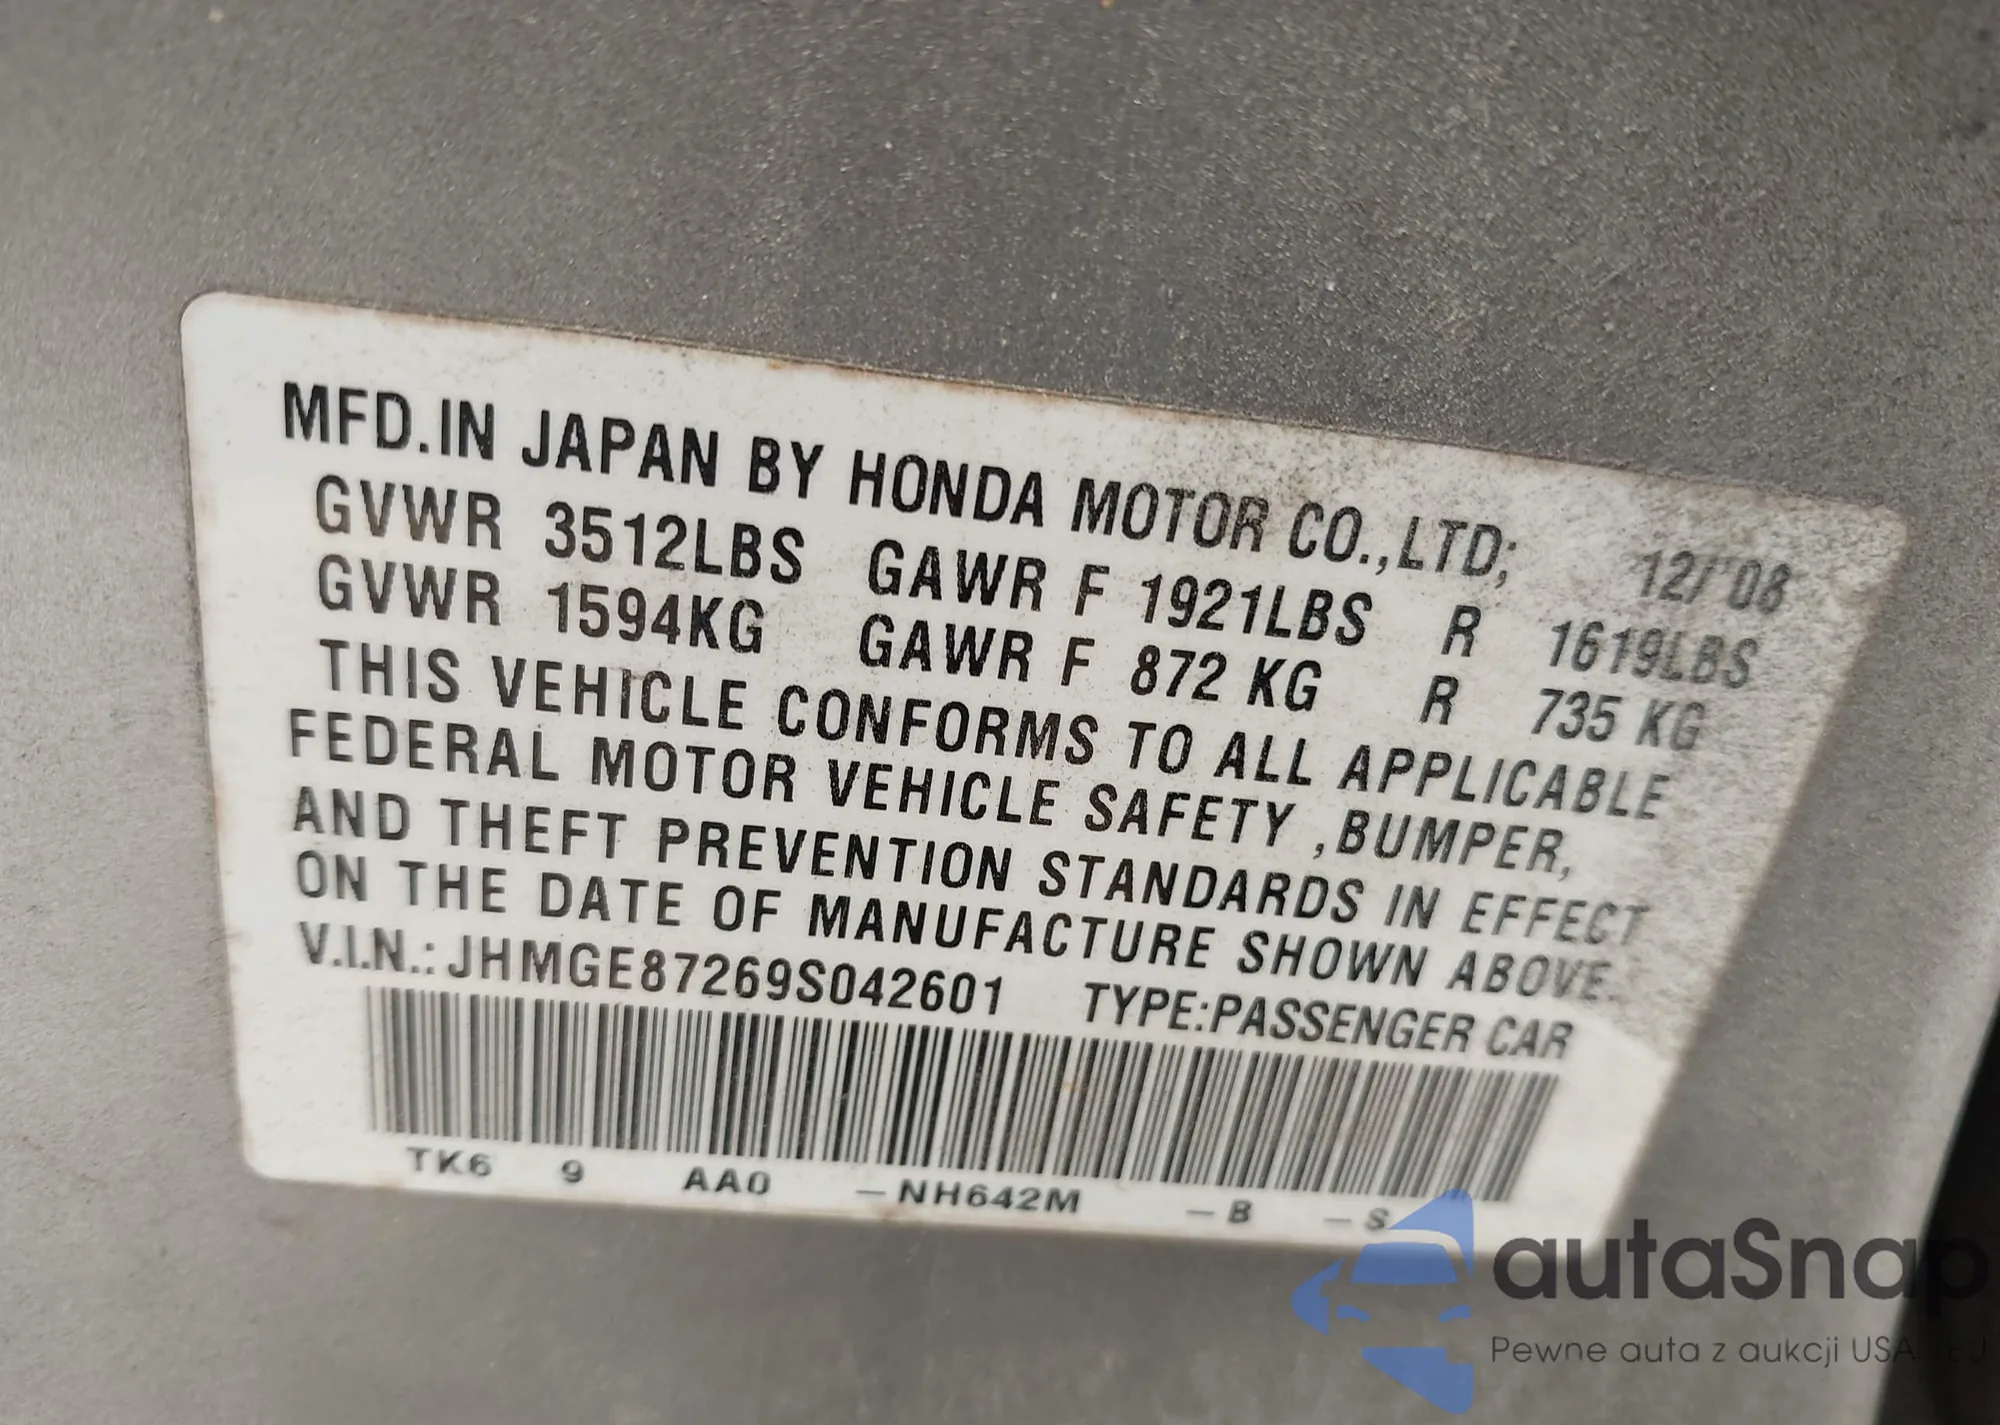 MFD.IN JAPAN BY HONDA MOTOR CO.,LTD; 12/'08
GVWR 3512LBS GAWR F 1921LBS R 1619LBS
GVWR 1594KG GAWR F 872 KG R 735 KG
THIS VEHICLE CONFORMS TO ALL APPLICABLE
FEDERAL MOTOR VEHICLE SAFETY ,BUMPER,
AND THEFT PREVENTION STANDARDS IN EFFECT
ON THE DATE OF MANUFACTURE SHOWN ABOVE.
V.I.N.: JHMGE87269S042601 TYPE:PASSENGER CAR
TK6 9 AA0 –NH642M –B –S
autaSnap
Pewne auta z aukcji USA